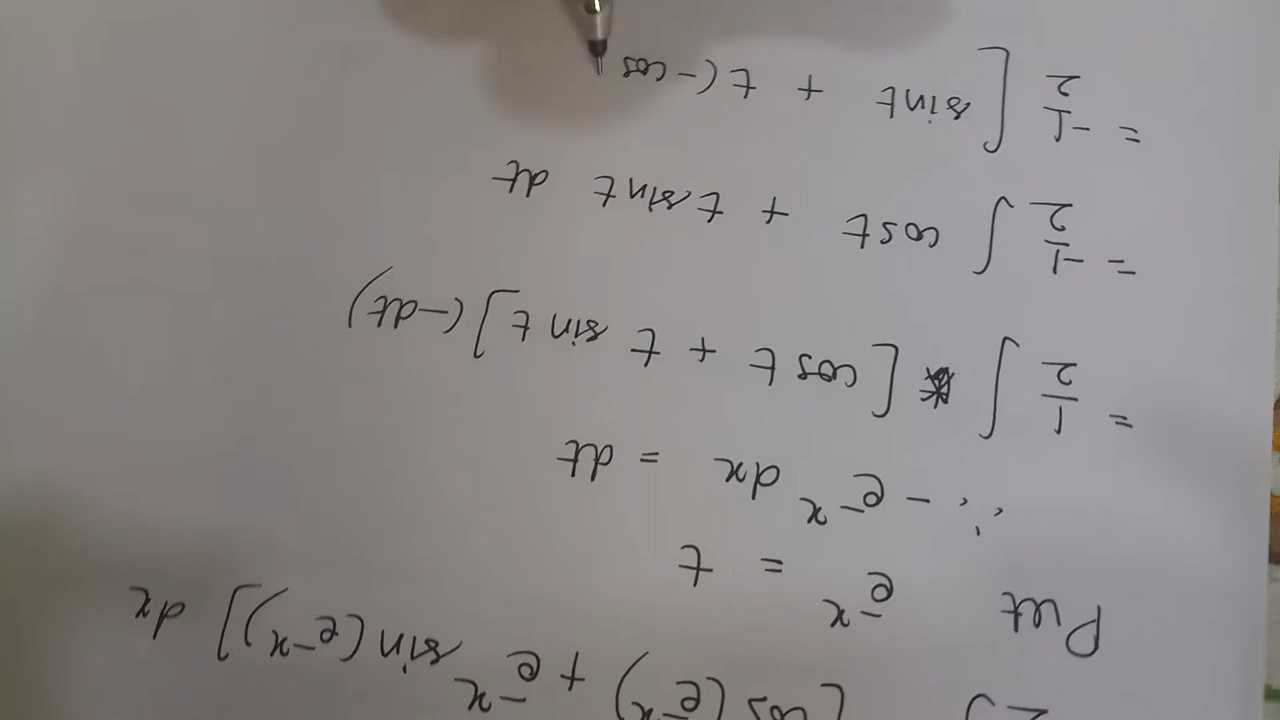 cos(e^-x) + e^-x sin(e^-x)] dx
Put e^-x = t
∴ - e^-x dx = dt
= 1/2 ∫ [cos t + t sin t] (-dt)
= -1/2 ∫ cos t + t sin t dt
= -1/2 [sin t + t(-cos